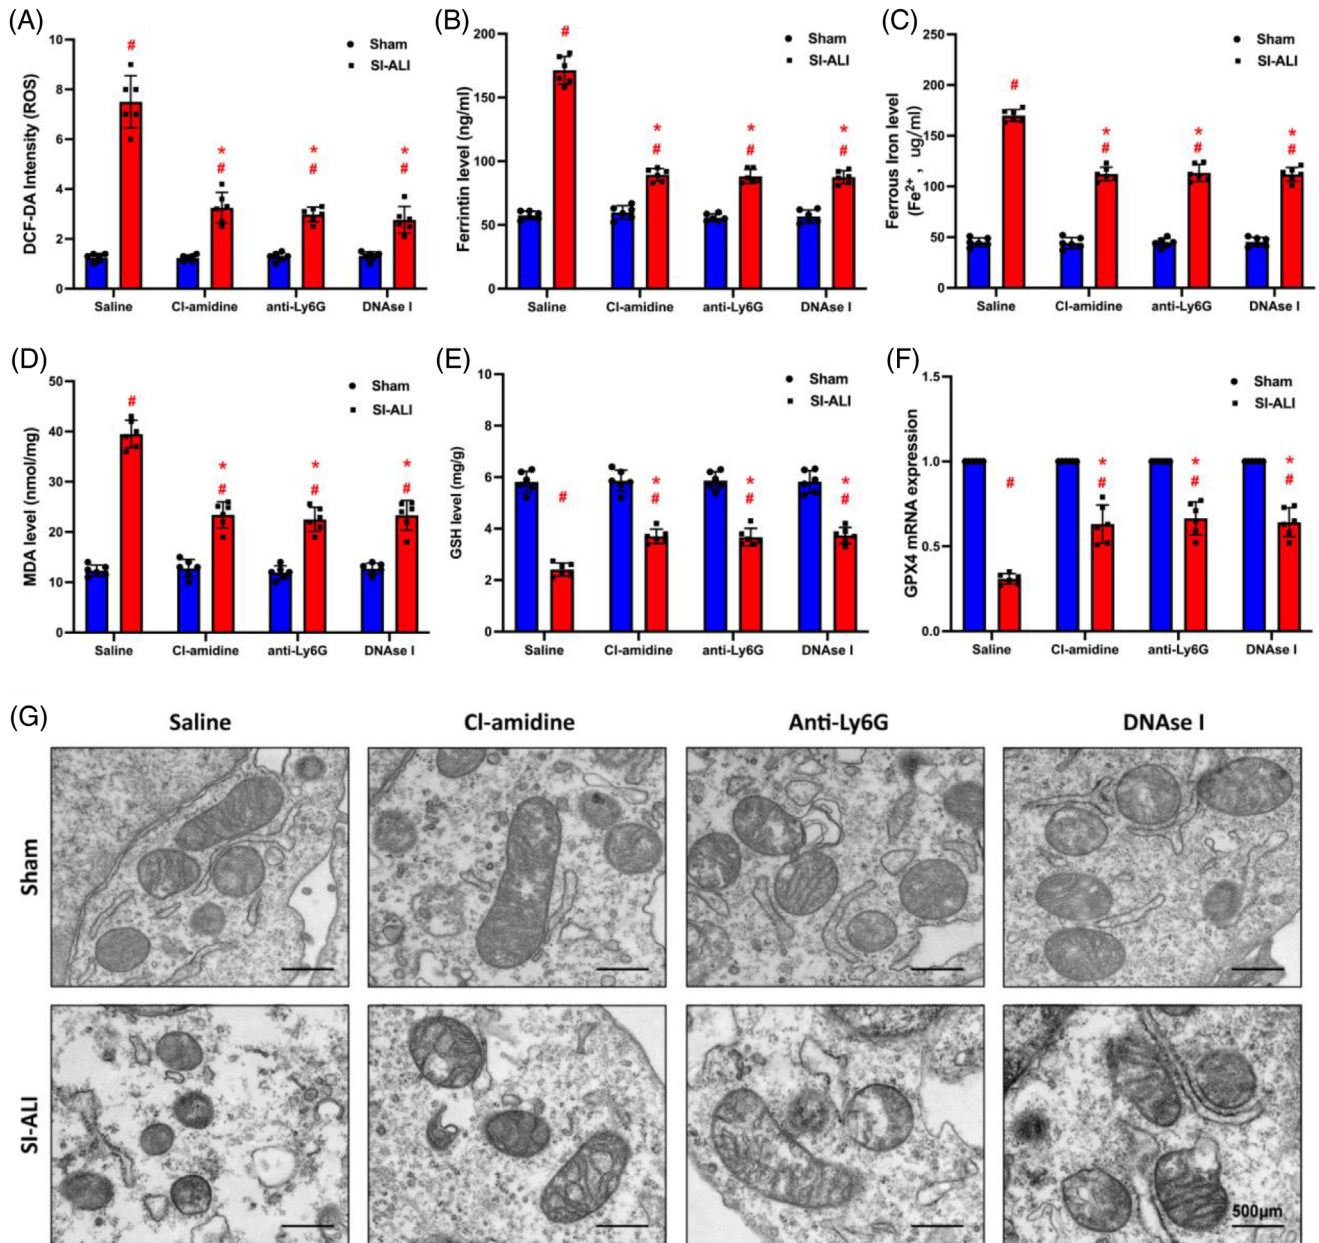 (A)
DCF-DA Intensity (ROS)
10
8
6
4
2
0
#
*
#
*
#
*
#
Sham
SI-ALI
Saline Cl-amidine anti-Ly6G DNAse I
(B)
Ferrintin level (ng/ml)
200
150
100
50
0
#
*
#
*
#
*
#
Sham
SI-ALI
Saline Cl-amidine anti-Ly6G DNAse I
(C)
Ferrous Iron level
(Fe2+, ug/ml)
250
200
150
100
50
0
#
*
#
*
#
*
#
Sham
SI-ALI
Saline Cl-amidine anti-Ly6G DNAse I
(D)
MDA level (nmol/mg)
50
40
30
20
10
0
#
*
#
*
#
*
#
Sham
SI-ALI
Saline Cl-amidine anti-Ly6G DNAse I
(E)
GSH level (mg/g)
10
8
6
4
2
0
#
*
#
*
#
*
#
Sham
SI-ALI
Saline Cl-amidine anti-Ly6G DNAse I
(F)
GPX4 mRNA expression
1.5
1.0
0.5
0.0
#
*
#
*
#
*
#
Sham
SI-ALI
Saline Cl-amidine anti-Ly6G DNAse I
(G)
Saline Cl-amidine Anti-Ly6G DNAse I
Sham
SI-ALI
500μm